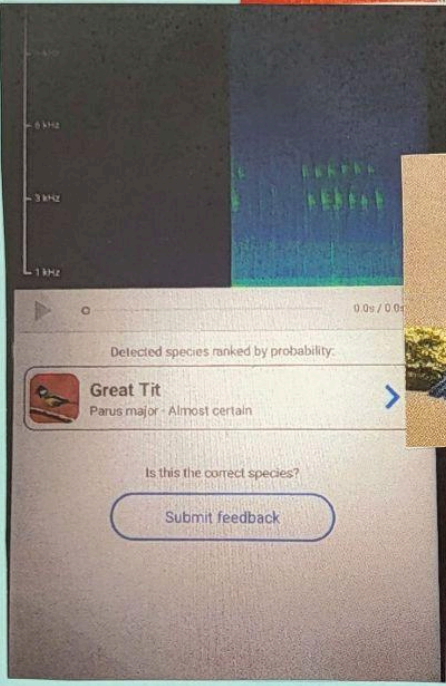 6 kHz
3 kHz
1 kHz
0.0s / 0.0s
Detected species ranked by probability:
Great Tit
Parus major · Almost certain
Is this the correct species?
Submit feedback